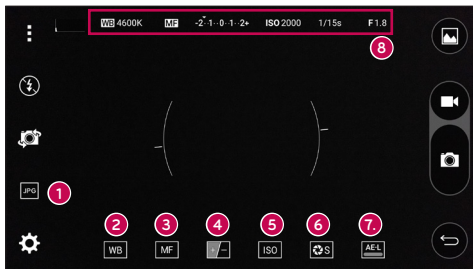 WB 4600K MF -2··1··0··1··2+ ISO 2000 1/15s F1.8
8
JPG 1
2 3 4 5 6 7.
WB MF +/- ISO S AE-L